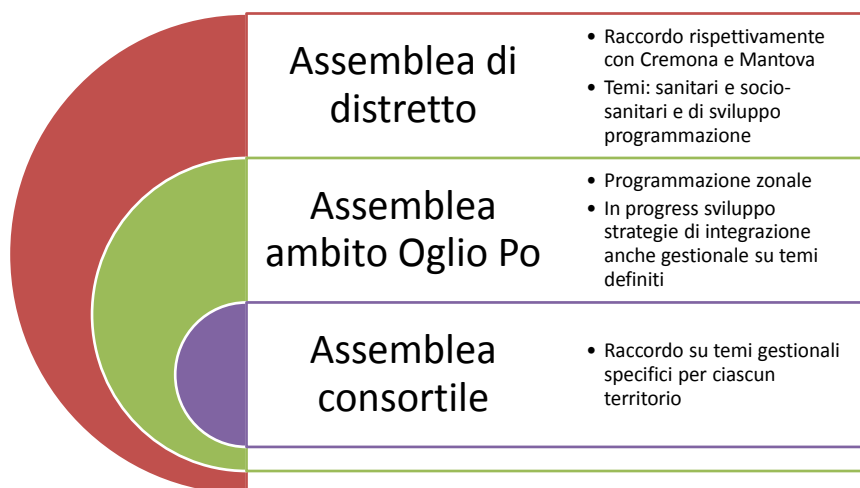 Assemblea di
distretto
• Raccordo rispettivamente
con Cremona e Mantova
• Temi: sanitari e socio-
sanitari e di sviluppo
programmazione
Assemblea
ambito Oglio Po
• Programmazione zonale
• In progress sviluppo
strategie di integrazione
anche gestionale su temi
definiti
Assemblea
consortile
• Raccordo su temi gestionali
specifici per ciascun
territorio